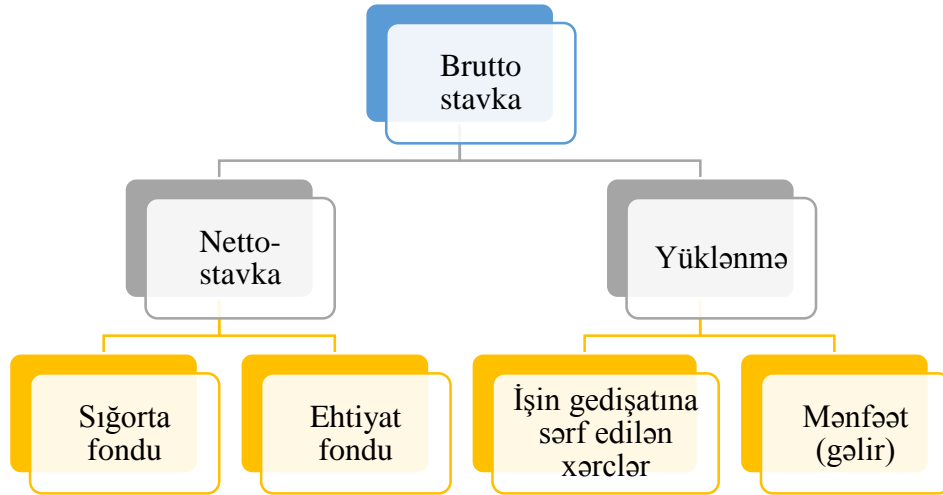 Brutto
stavka
Netto-
stavka
Yüklənmə
Sığorta
fondu
Ehtiyat
fondu
İşin gedişatına
sərf edilən
xərclər
Mənfəət
(gəlir)